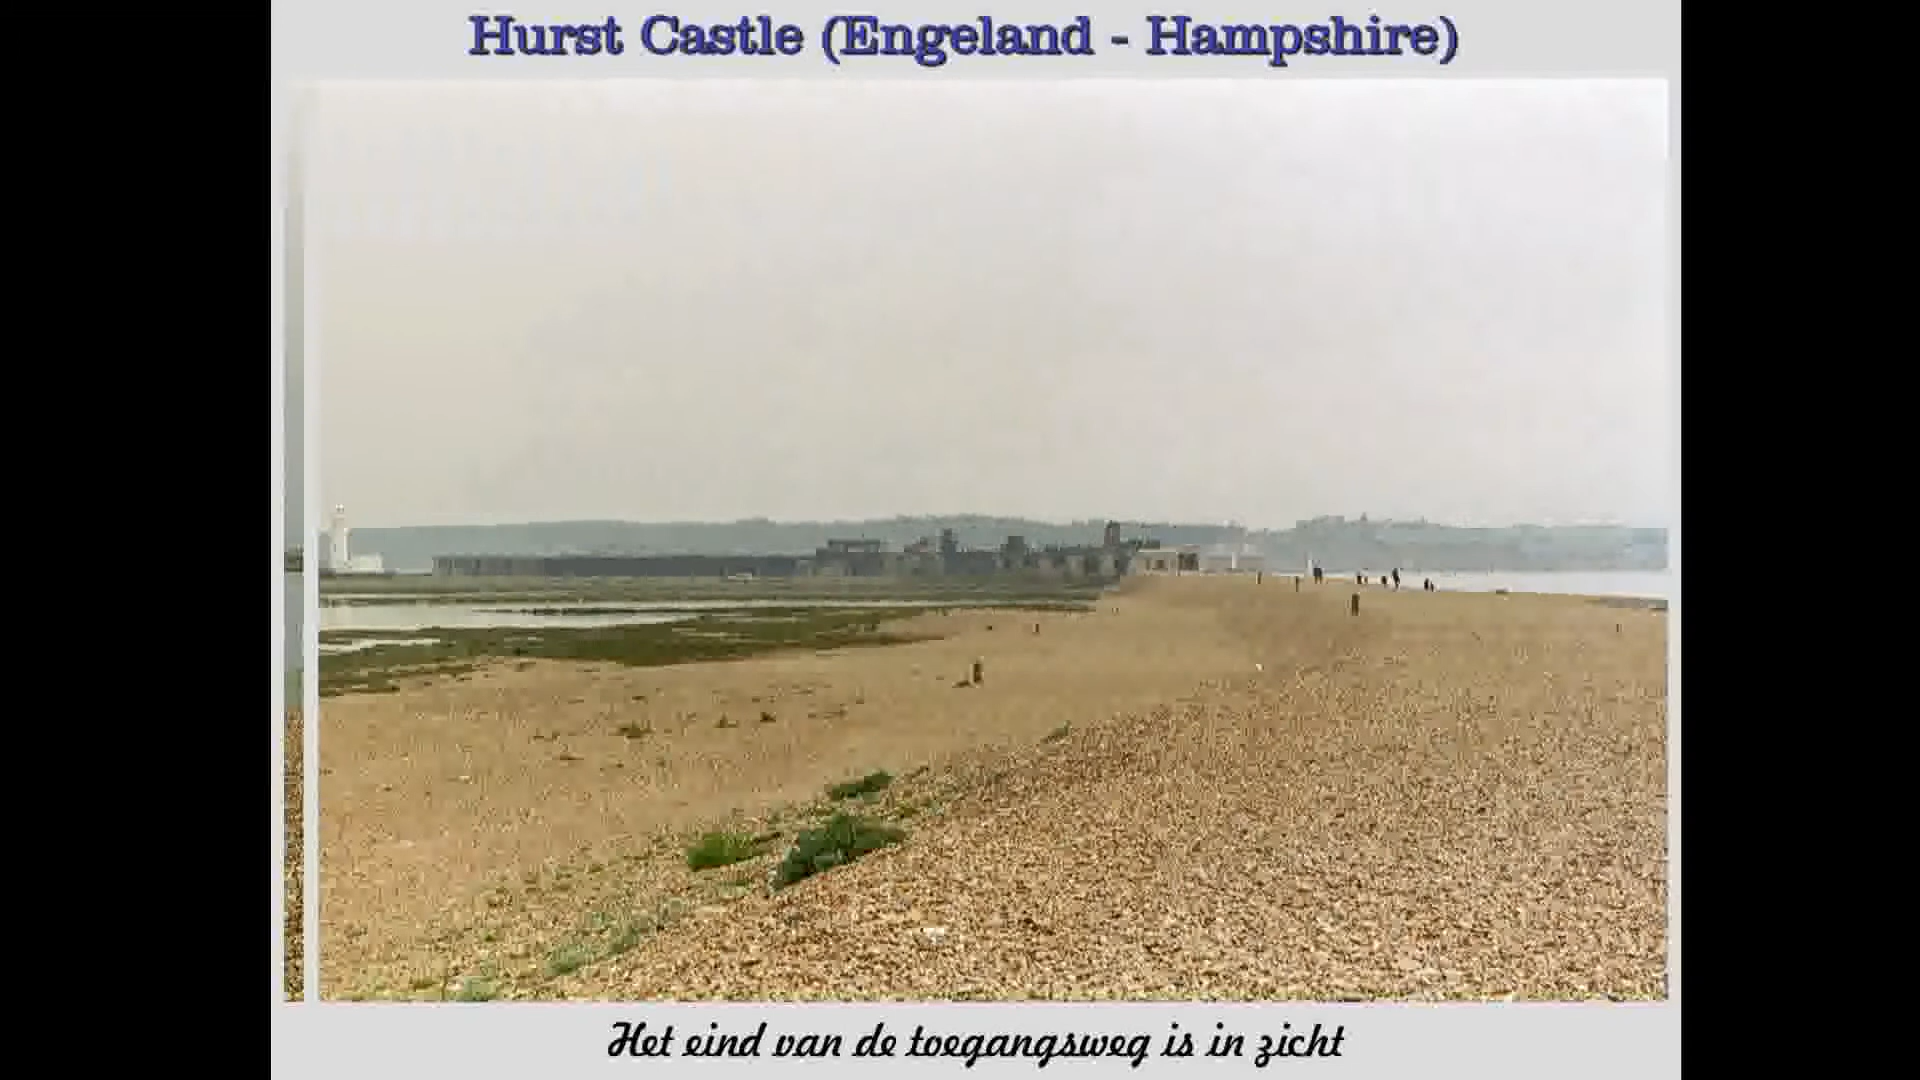 Hurst Castle (Engeland - Hampshire)
Het eind van de toegangsweg is in zicht